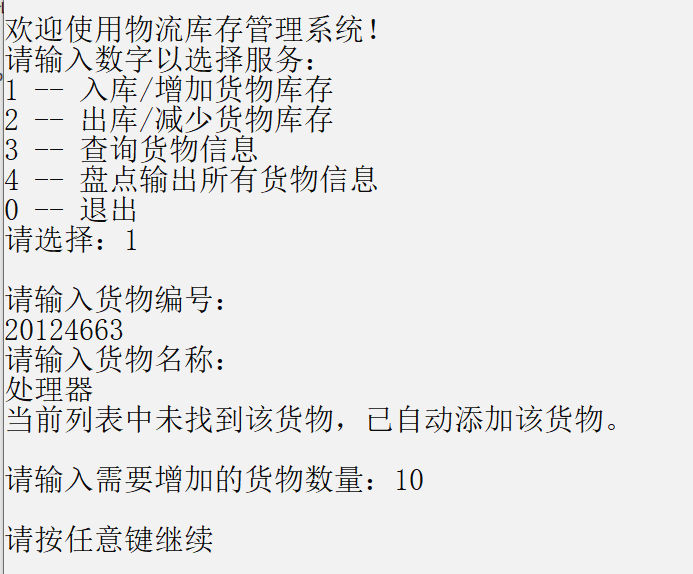 欢迎使用物流库存管理系统！
请输入数字以选择服务：
1 -- 入库/增加货物库存
2 -- 出库/减少货物库存
3 -- 查询货物信息
4 -- 盘点输出所有货物信息
0 -- 退出
请选择：1
请输入货物编号：
20124663
请输入货物名称：
处理器
当前列表中未找到该货物，已自动添加该货物。
请输入需要增加的货物数量：10
请按任意键继续